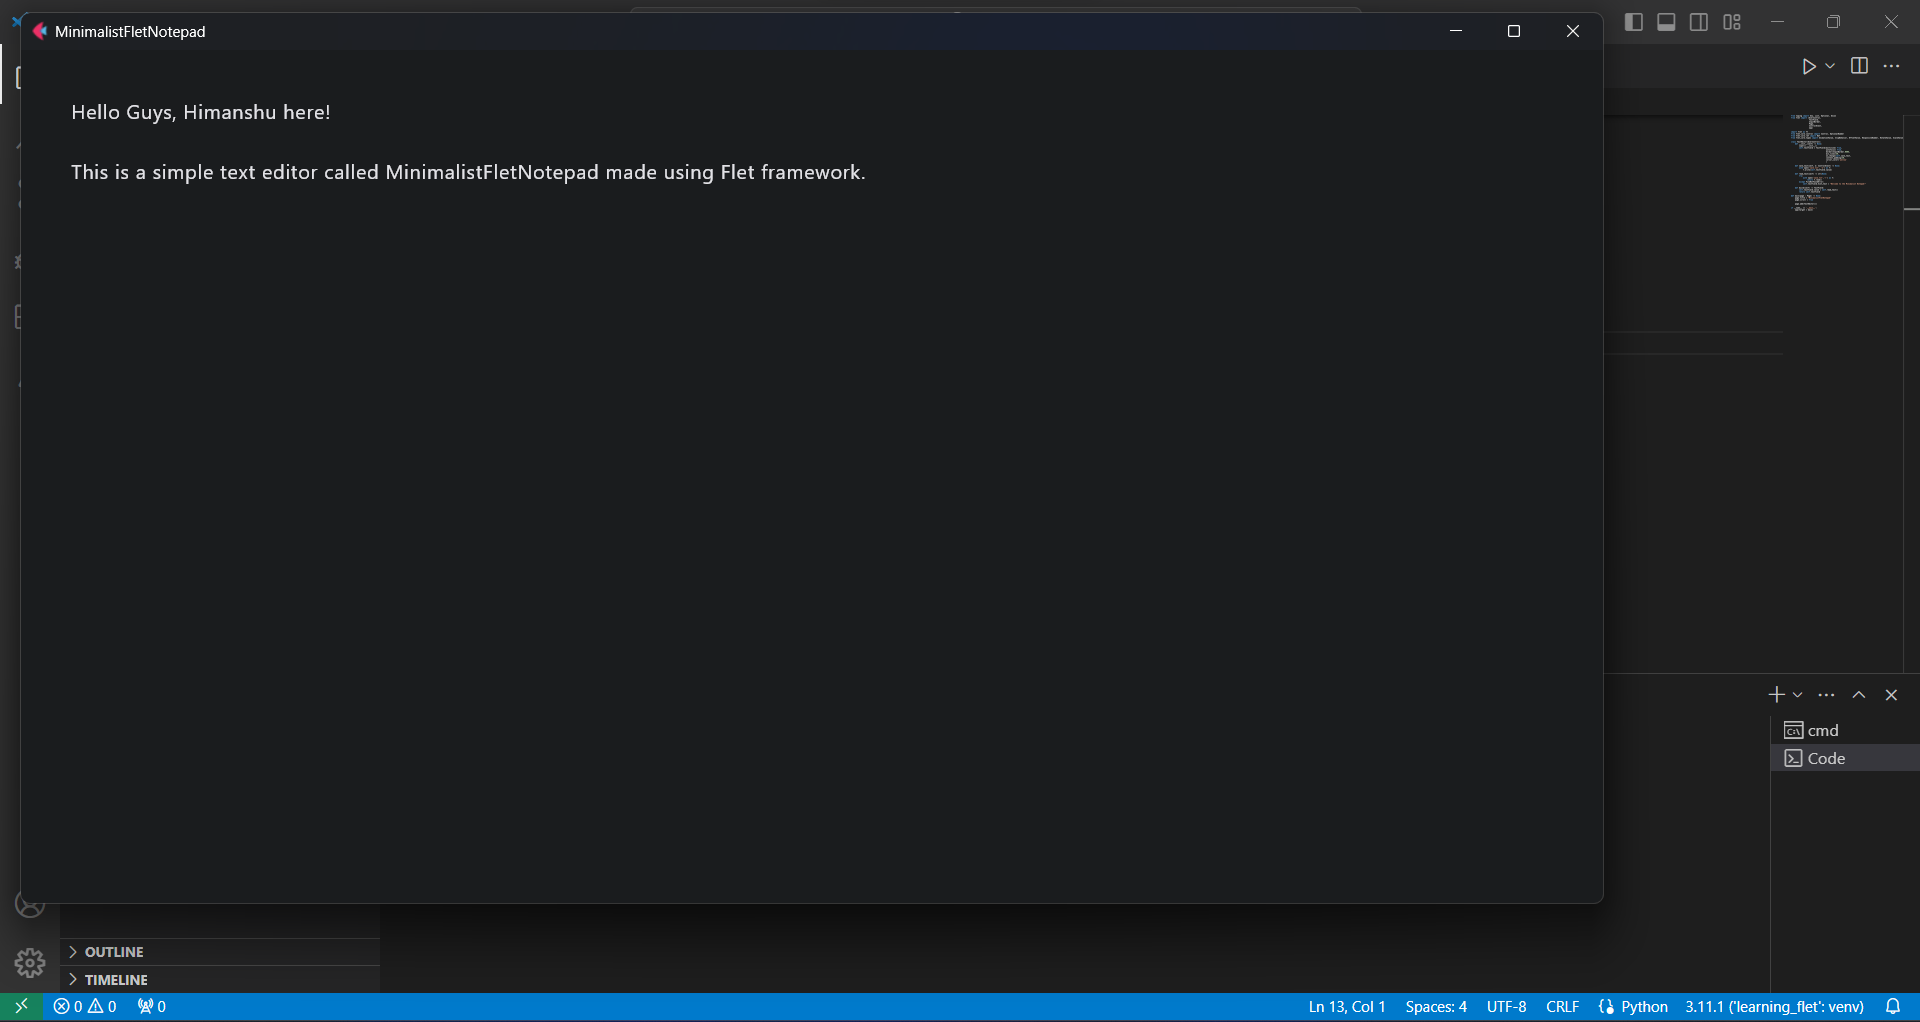 MinimalistFletNotepad
Hello Guys, Himanshu here!
This is a simple text editor called MinimalistFletNotepad made using Flet framework.
cmd
Code
OUTLINE
TIMELINE
0 0 0 Ln 13, Col 1 Spaces: 4 UTF-8 CRLF Python 3.11.1 ('learning_flet': venv)